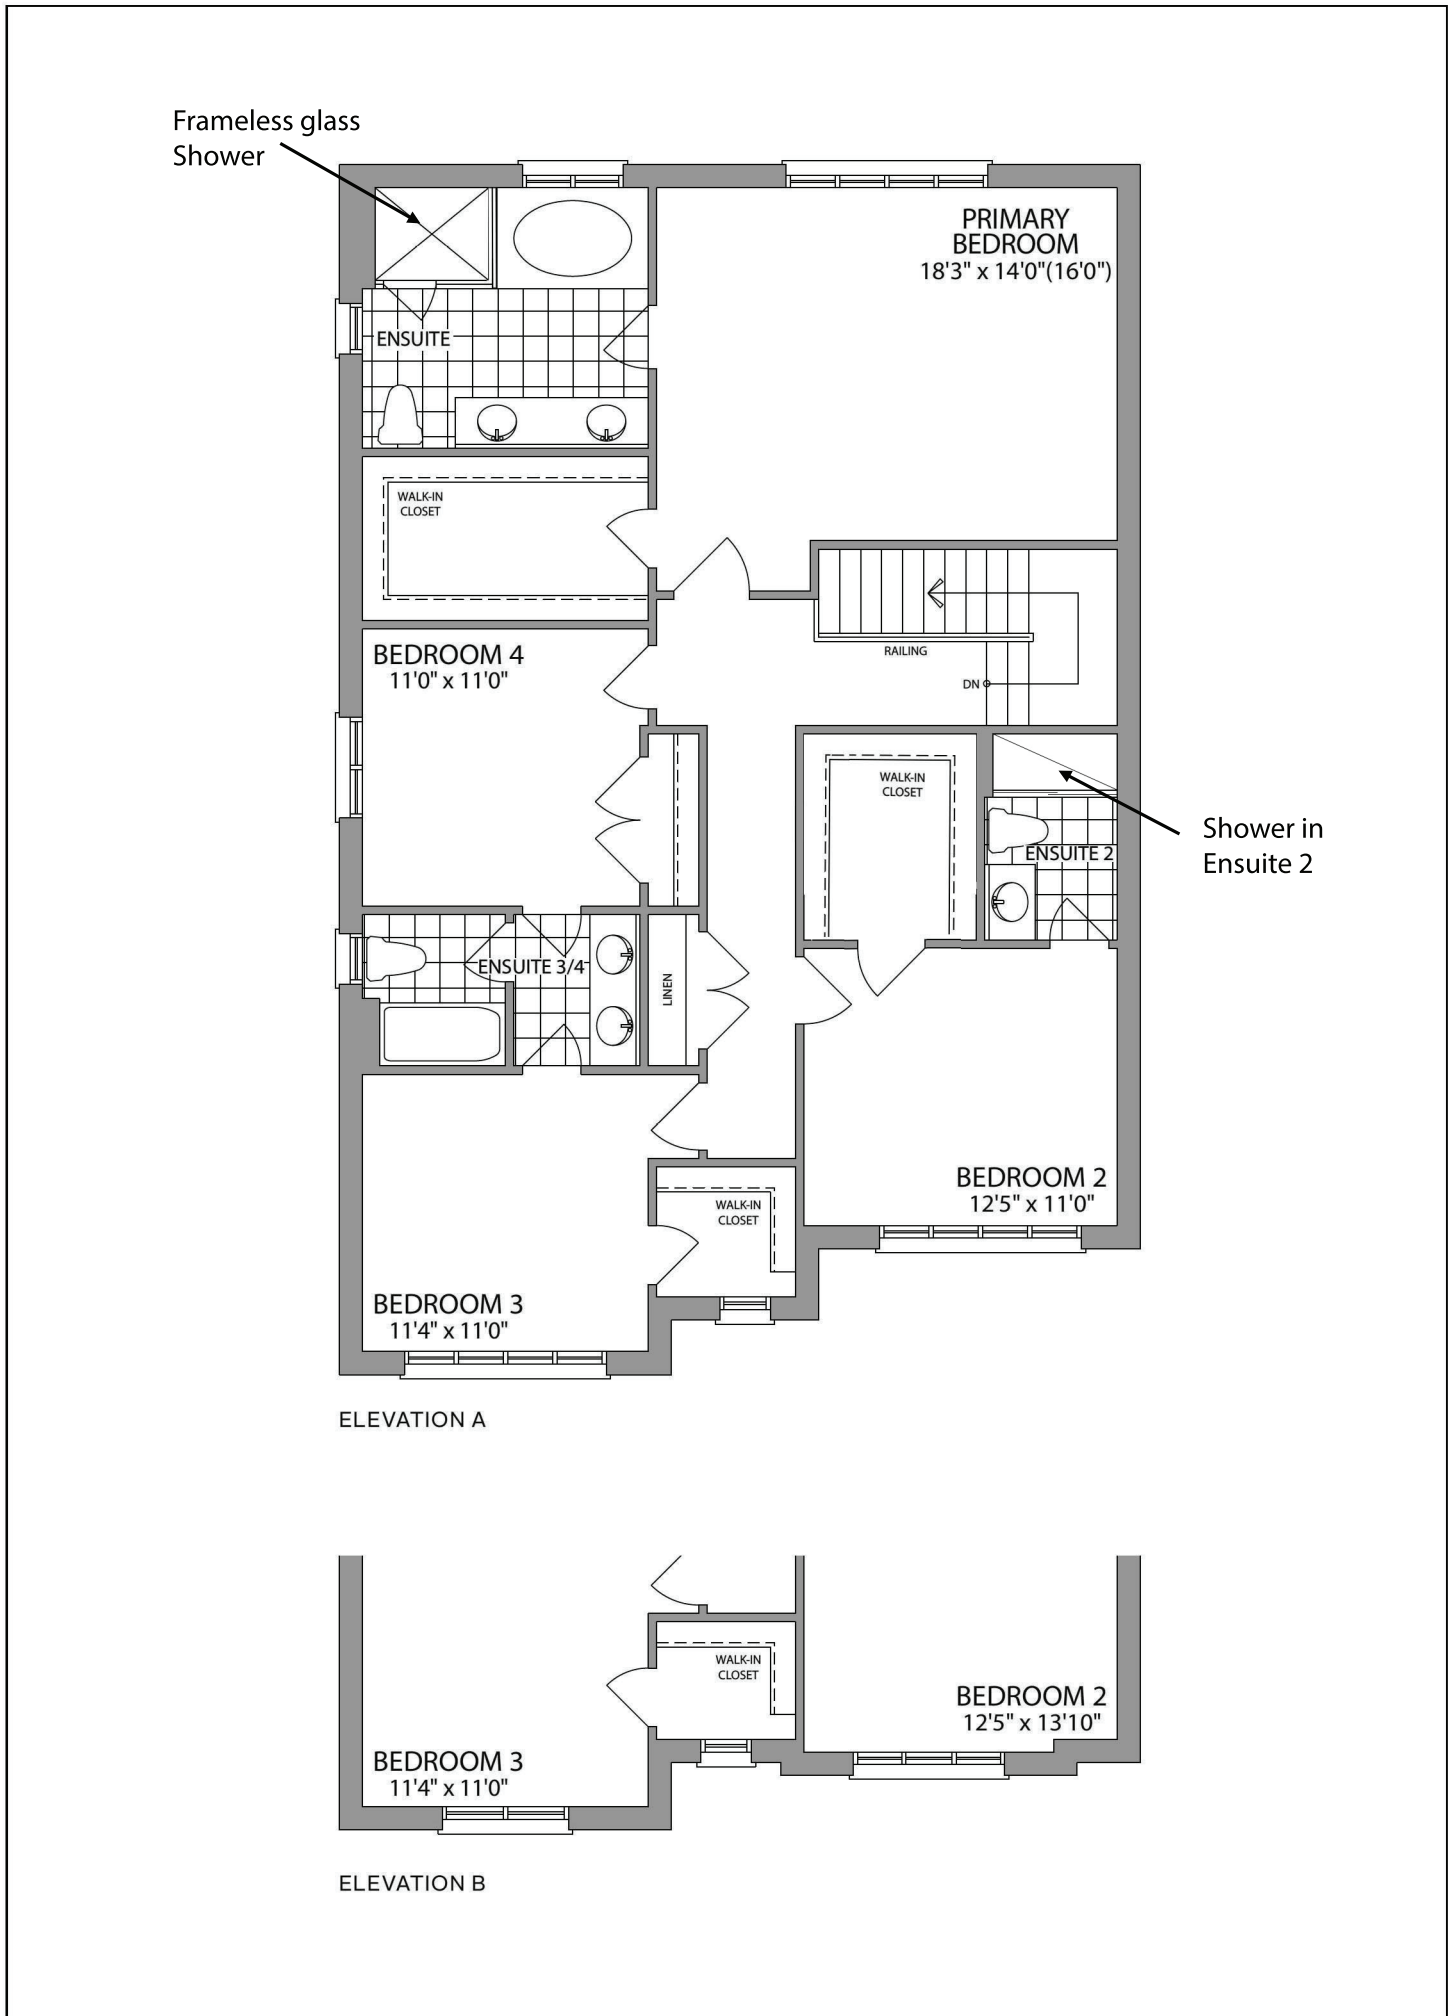 Frameless glass
Shower
PRIMARY
BEDROOM
18'3" x 14'0"(16'0")
ENSUITE
WALK-IN
CLOSET
BEDROOM 4
11'0" x 11'0"
RAILING
DN
WALK-IN
CLOSET
Shower in
Ensuite 2
ENSUITE 2
ENSUITE 3/4
LINEN
BEDROOM 2
12'5" x 11'0"
WALK-IN
CLOSET
BEDROOM 3
11'4" x 11'0"
ELEVATION A
WALK-IN
CLOSET
BEDROOM 2
12'5" x 13'10"
BEDROOM 3
11'4" x 11'0"
ELEVATION B